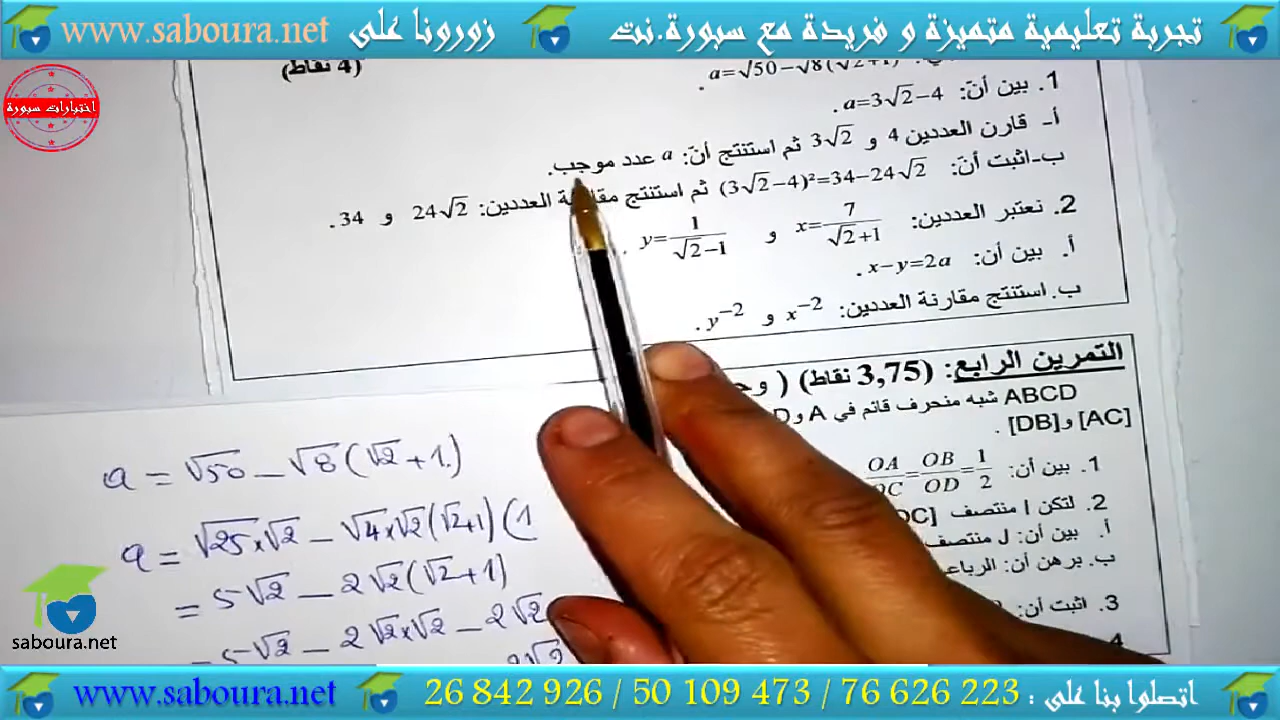 تجربة تعليمية متميزة و فريدة مع سبورة.نت زورونا على www.saboura.net
اختبارات سبورة
a=√50−√8(√2+1) .
(4 نقاط)
1. بين أنّ: a=3√2−4 .
أ- قارن العددين 4 و 3√2 ثم استنتج أنّ: a عدد موجب.
ب-اثبت أنّ: (3√2−4)²=34−24√2 ثم استنتج مقارنة العددين: 24√2 و 34 .
2. نعتبر العددين: x=7/(√2+1) و y=1/(√2−1) .
أ. بين أن: x−y=2a .
ب. استنتج مقارنة العددين: x⁻² و y⁻² .
التمرين الرابع: (3,75 نقاط) (
ABCD شبه منحرف قائم في A و
[AC] و[DB] .
1. بين أن: OA/OC=OB/OD=1/2
2. لتكن I منتصف
أ. بين أن: J منتصف
ب. برهن أن: الرباعي
3. اثبت أن:
a = √50 − √8(√2+1)
a = √25×√2 − √4×√2(√2+1) (1
= 5√2 − 2√2(√2+1)
= 5√2 − 2√2×√2 − 2√2
saboura.net
www.saboura.net اتصلوا بنا على : 26 842 926 / 50 109 473 / 76 626 223